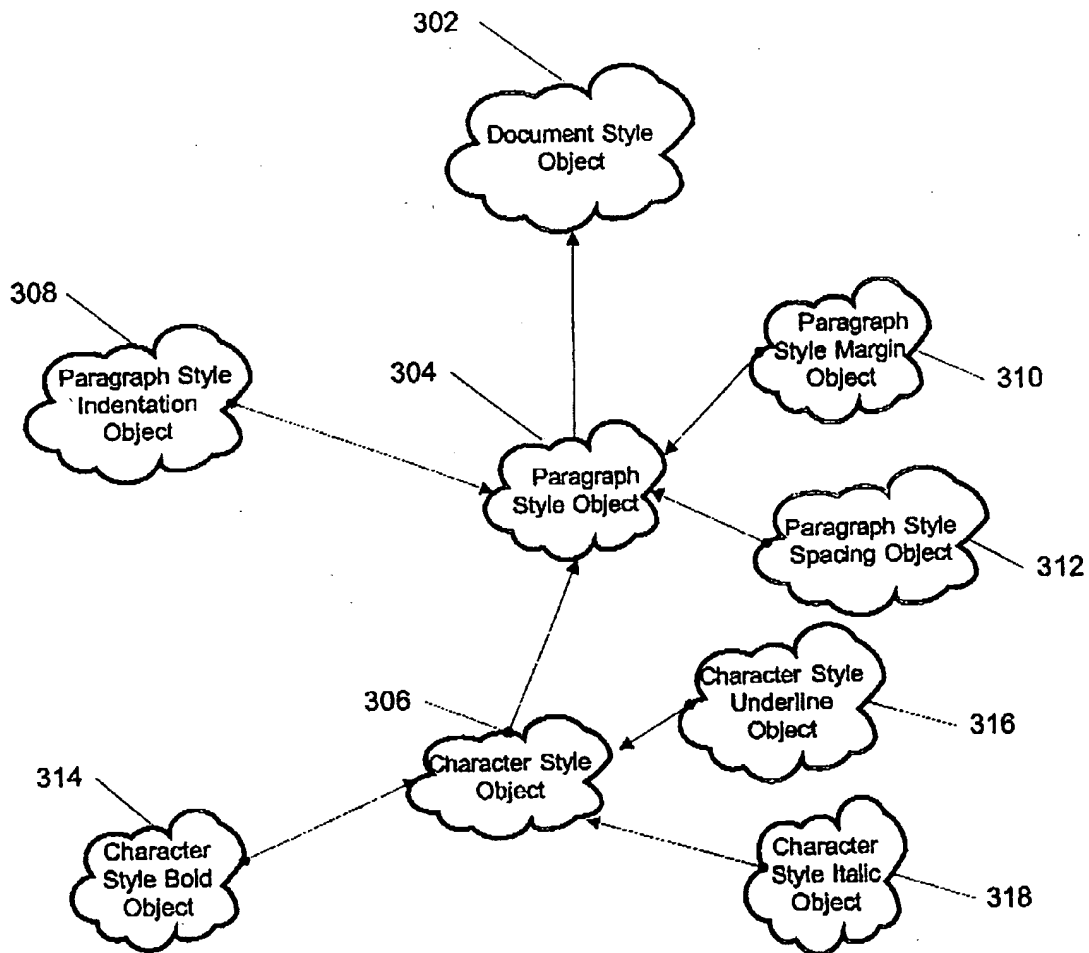 302
Document Style
Object
308
Paragraph Style
Indentation
Object
304
Paragraph
Style Margin
Object
310
Paragraph
Style Object
Paragraph Style
Spacing Object
312
306
Character Style
Underline
Object
316
Character Style
Object
314
Character
Style Bold
Object
Character
Style Italic
Object
318